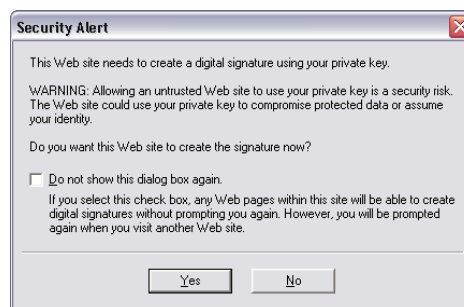 Security Alert
This Web site needs to create a digital signature using your private key.
WARNING: Allowing an untrusted Web site to use your private key is a security risk.
The Web site could use your private key to compromise protected data or assume
your identity.
Do you want this Web site to create the signature now?
Do not show this dialog box again.
If you select this check box, any Web pages within this site will be able to create
digital signatures without prompting you again. However, you will be prompted
again when you visit another Web site.
Yes
No